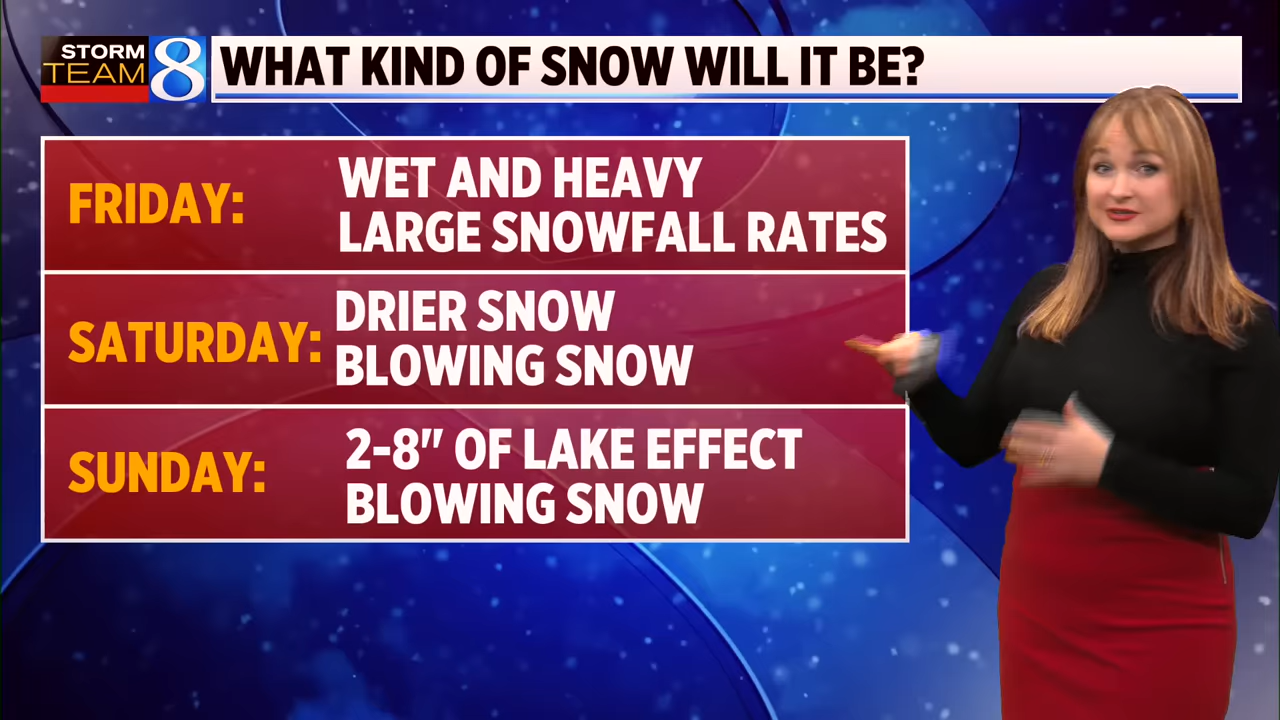 STORM
TEAM 8
WHAT KIND OF SNOW WILL IT BE?
FRIDAY:
WET AND HEAVY
LARGE SNOWFALL RATES
SATURDAY:
DRIER SNOW
BLOWING SNOW
SUNDAY:
2-8" OF LAKE EFFECT
BLOWING SNOW